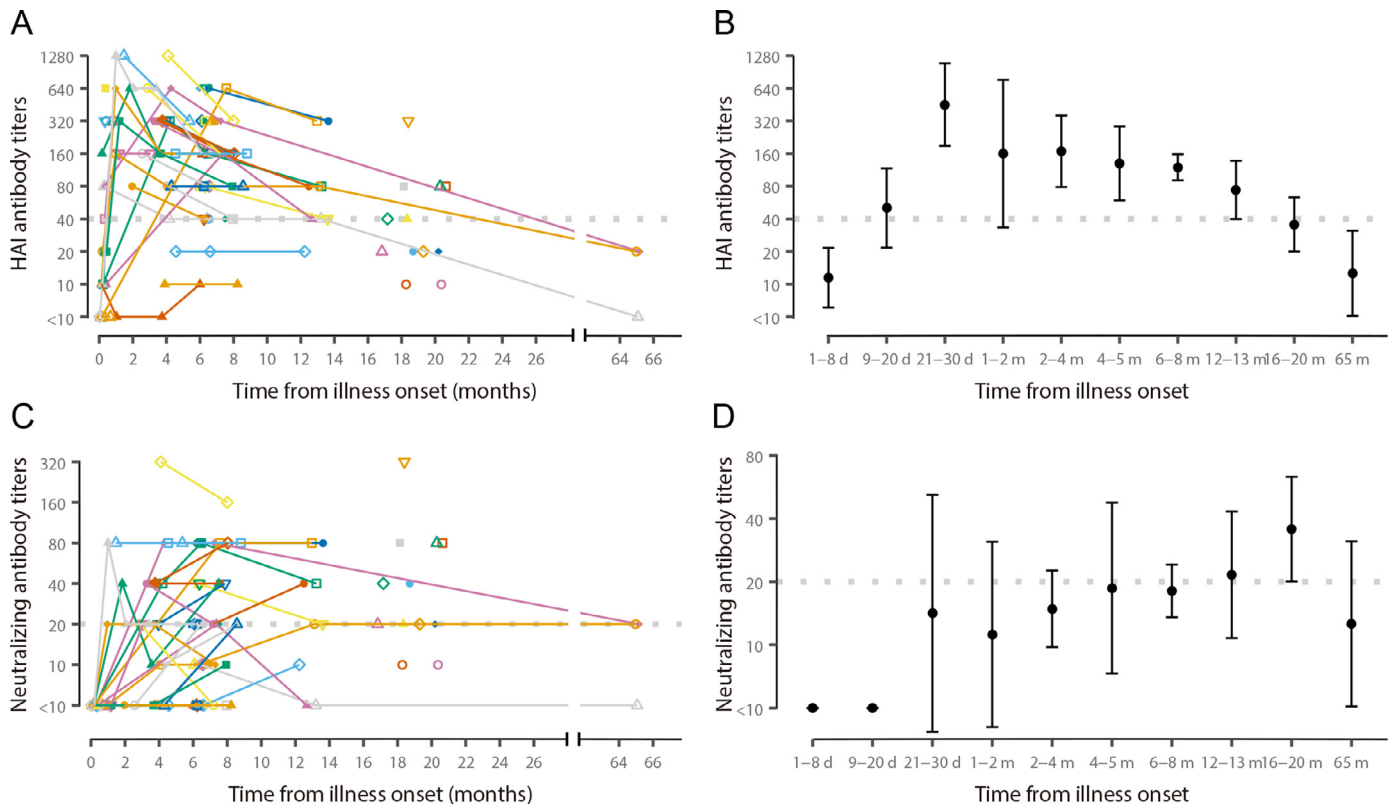 A
HAI antibody titers
1280
640
320
160
80
40
20
10
<10
0 2 4 6 8 10 12 14 16 18 20 22 24 26 64 66
Time from illness onset (months)
B
HAI antibody titers
1280
640
320
160
80
40
20
10
<10
1−8 d 9−20 d 21−30 d 1−2 m 2−4 m 4−5 m 6−8 m 12−13 m 16−20 m 65 m
Time from illness onset
C
Neutralizing antibody titers
320
160
80
40
20
10
<10
0 2 4 6 8 10 12 14 16 18 20 22 24 26 64 66
Time from illness onset (months)
D
Neutralizing antibody titers
80
40
20
10
<10
1−8 d 9−20 d 21−30 d 1−2 m 2−4 m 4−5 m 6−8 m 12−13 m 16−20 m 65 m
Time from illness onset